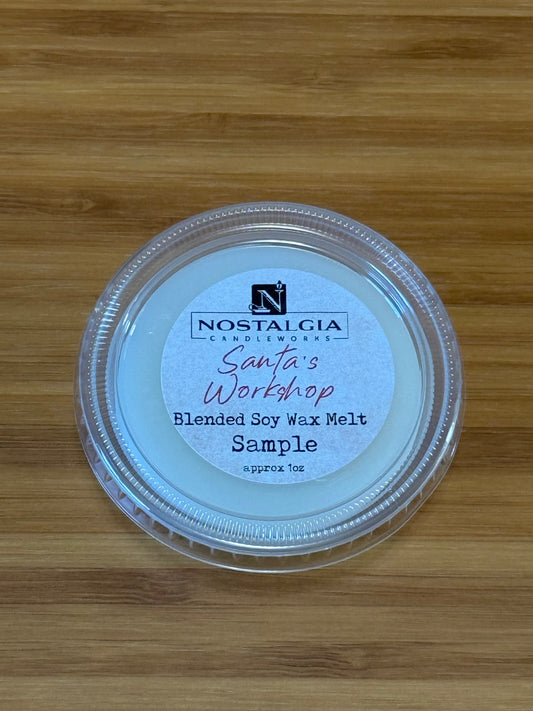 N
NOSTALGIA
CANDLEWORKS
Santa's
Workshop
Blended Soy Wax Melt
Sample
approx 1oz